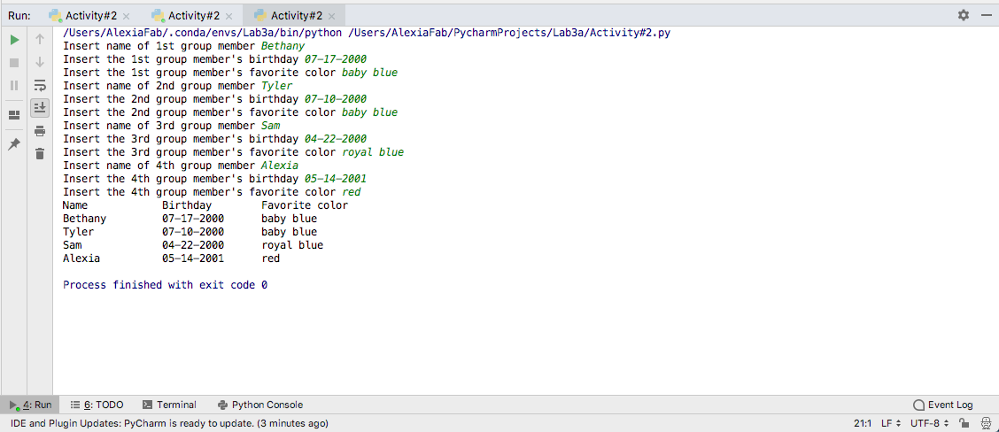 Run: Activity#2 Activity#2 Activity#2
/Users/AlexiaFab/.conda/envs/Lab3a/bin/python /Users/AlexiaFab/PycharmProjects/Lab3a/Activity#2.py
Insert name of 1st group member Bethany
Insert the 1st group member's birthday 07-17-2000
Insert the 1st group member's favorite color baby blue
Insert name of 2nd group member Tyler
Insert the 2nd group member's birthday 07-10-2000
Insert the 2nd group member's favorite color baby blue
Insert name of 3rd group member Sam
Insert the 3rd group member's birthday 04-22-2000
Insert the 3rd group member's favorite color royal blue
Insert name of 4th group member Alexia
Insert the 4th group member's birthday 05-14-2001
Insert the 4th group member's favorite color red
Name Birthday Favorite color
Bethany 07-17-2000 baby blue
Tyler 07-10-2000 baby blue
Sam 04-22-2000 royal blue
Alexia 05-14-2001 red
Process finished with exit code 0
4: Run 6: TODO Terminal Python Console Event Log
IDE and Plugin Updates: PyCharm is ready to update. (3 minutes ago) 21:1 LF UTF-8